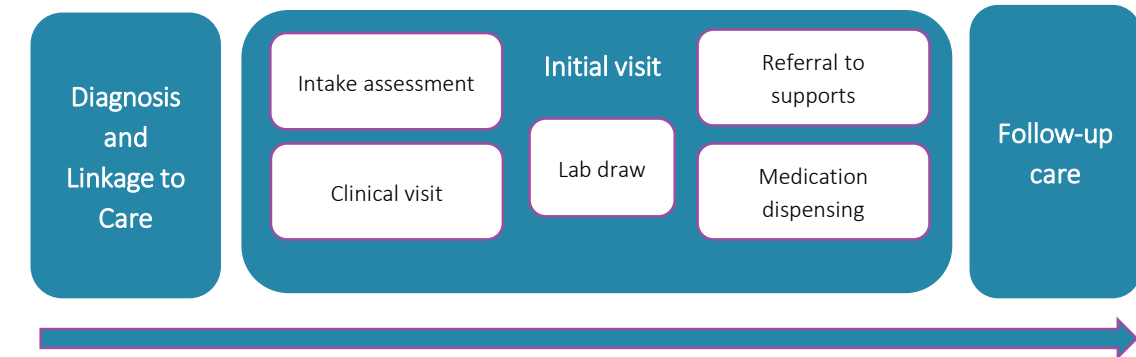 Diagnosis
and
Linkage to
Care
Initial visit
Intake assessment
Clinical visit
Lab draw
Referral to
supports
Medication
dispensing
Follow-up
care